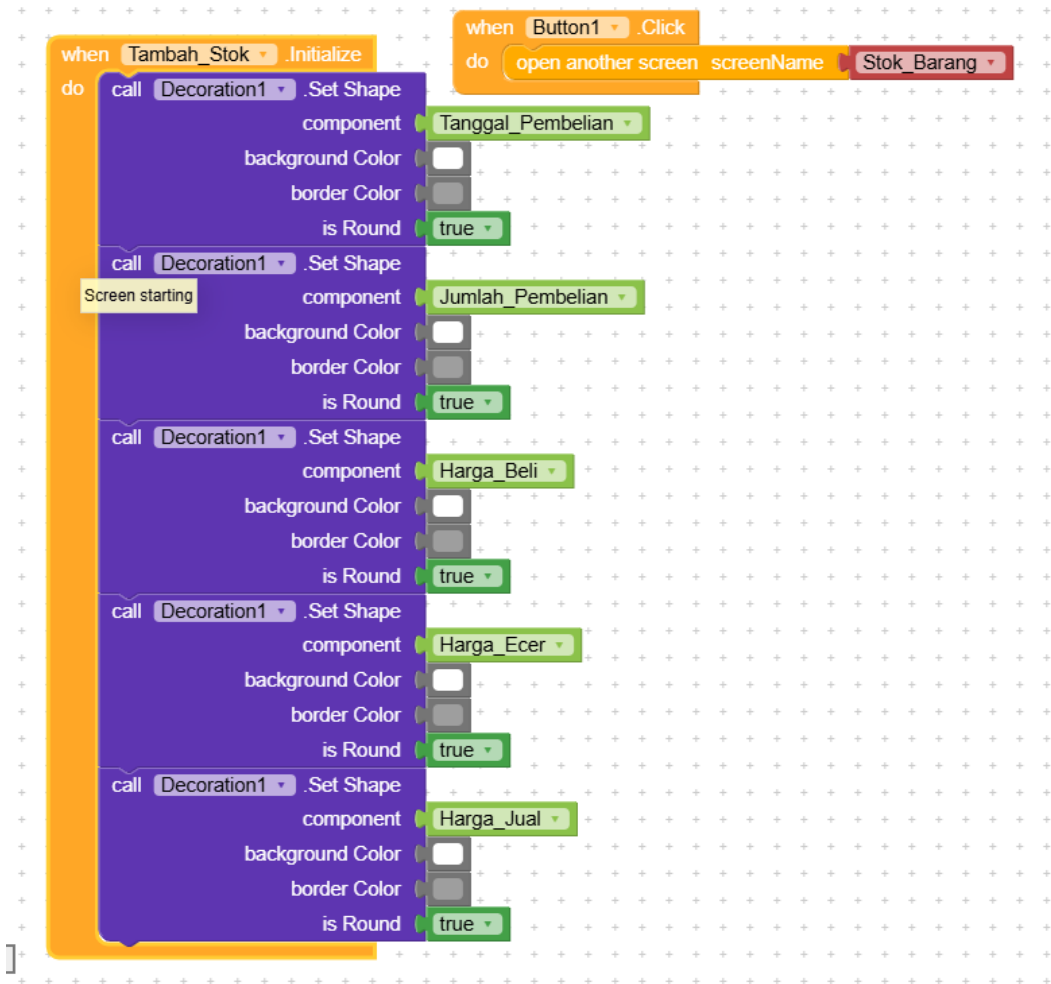 when Button1 .Click
do open another screen screenName Stok_Barang
when Tambah_Stok .Initialize
do call Decoration1 .Set Shape
component Tanggal_Pembelian
background Color
border Color
is Round true
call Decoration1 .Set Shape
Screen starting
component Jumlah_Pembelian
background Color
border Color
is Round true
call Decoration1 .Set Shape
component Harga_Beli
background Color
border Color
is Round true
call Decoration1 .Set Shape
component Harga_Ecer
background Color
border Color
is Round true
call Decoration1 .Set Shape
component Harga_Jual
background Color
border Color
is Round true